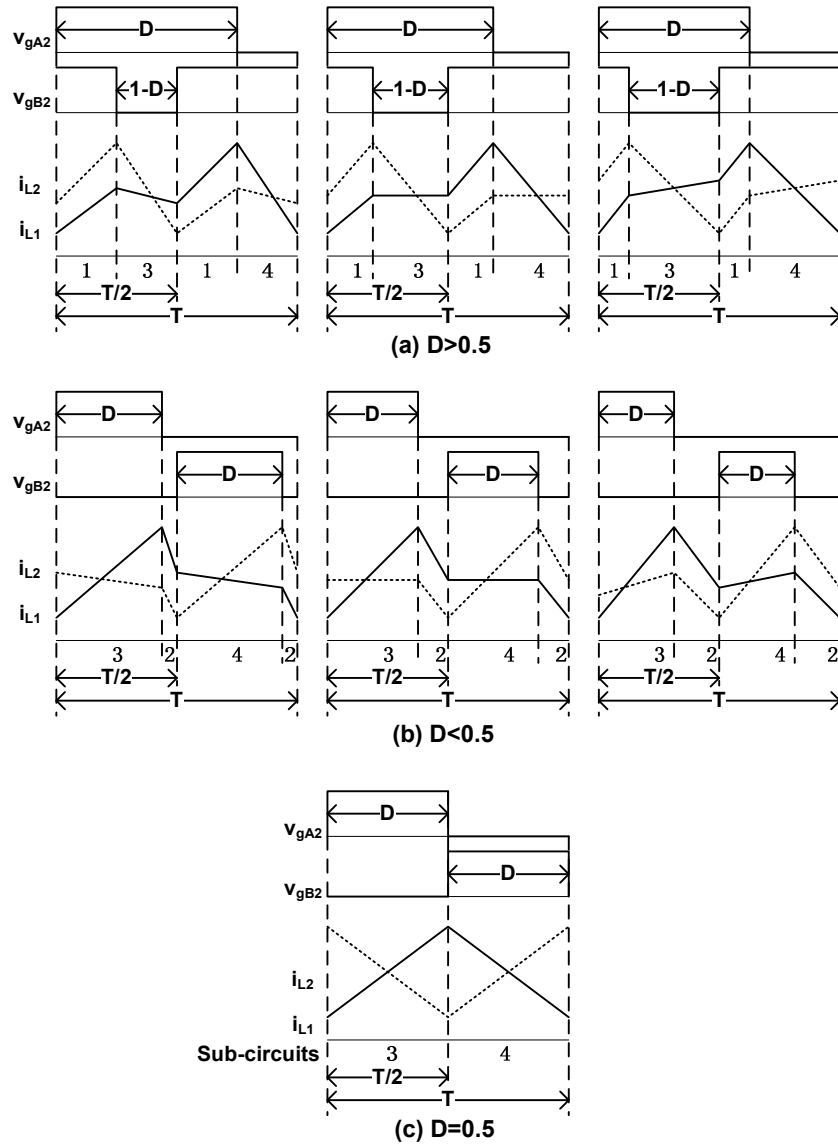 D D D
vgA2
1-D 1-D 1-D
vgB2
iL2
iL1
1 3 1 4 1 3 1 4 1 3 1 4
T/2 T/2 T/2
T T T
(a) D>0.5
D D D
vgA2
D D D
vgB2
iL2
iL1
3 2 4 2 3 2 4 2 3 2 4 2
T/2 T/2 T/2
T T T
(b) D<0.5
D
vgA2
D
vgB2
iL2
iL1
Sub-circuits 3 4
T/2
T
(c) D=0.5